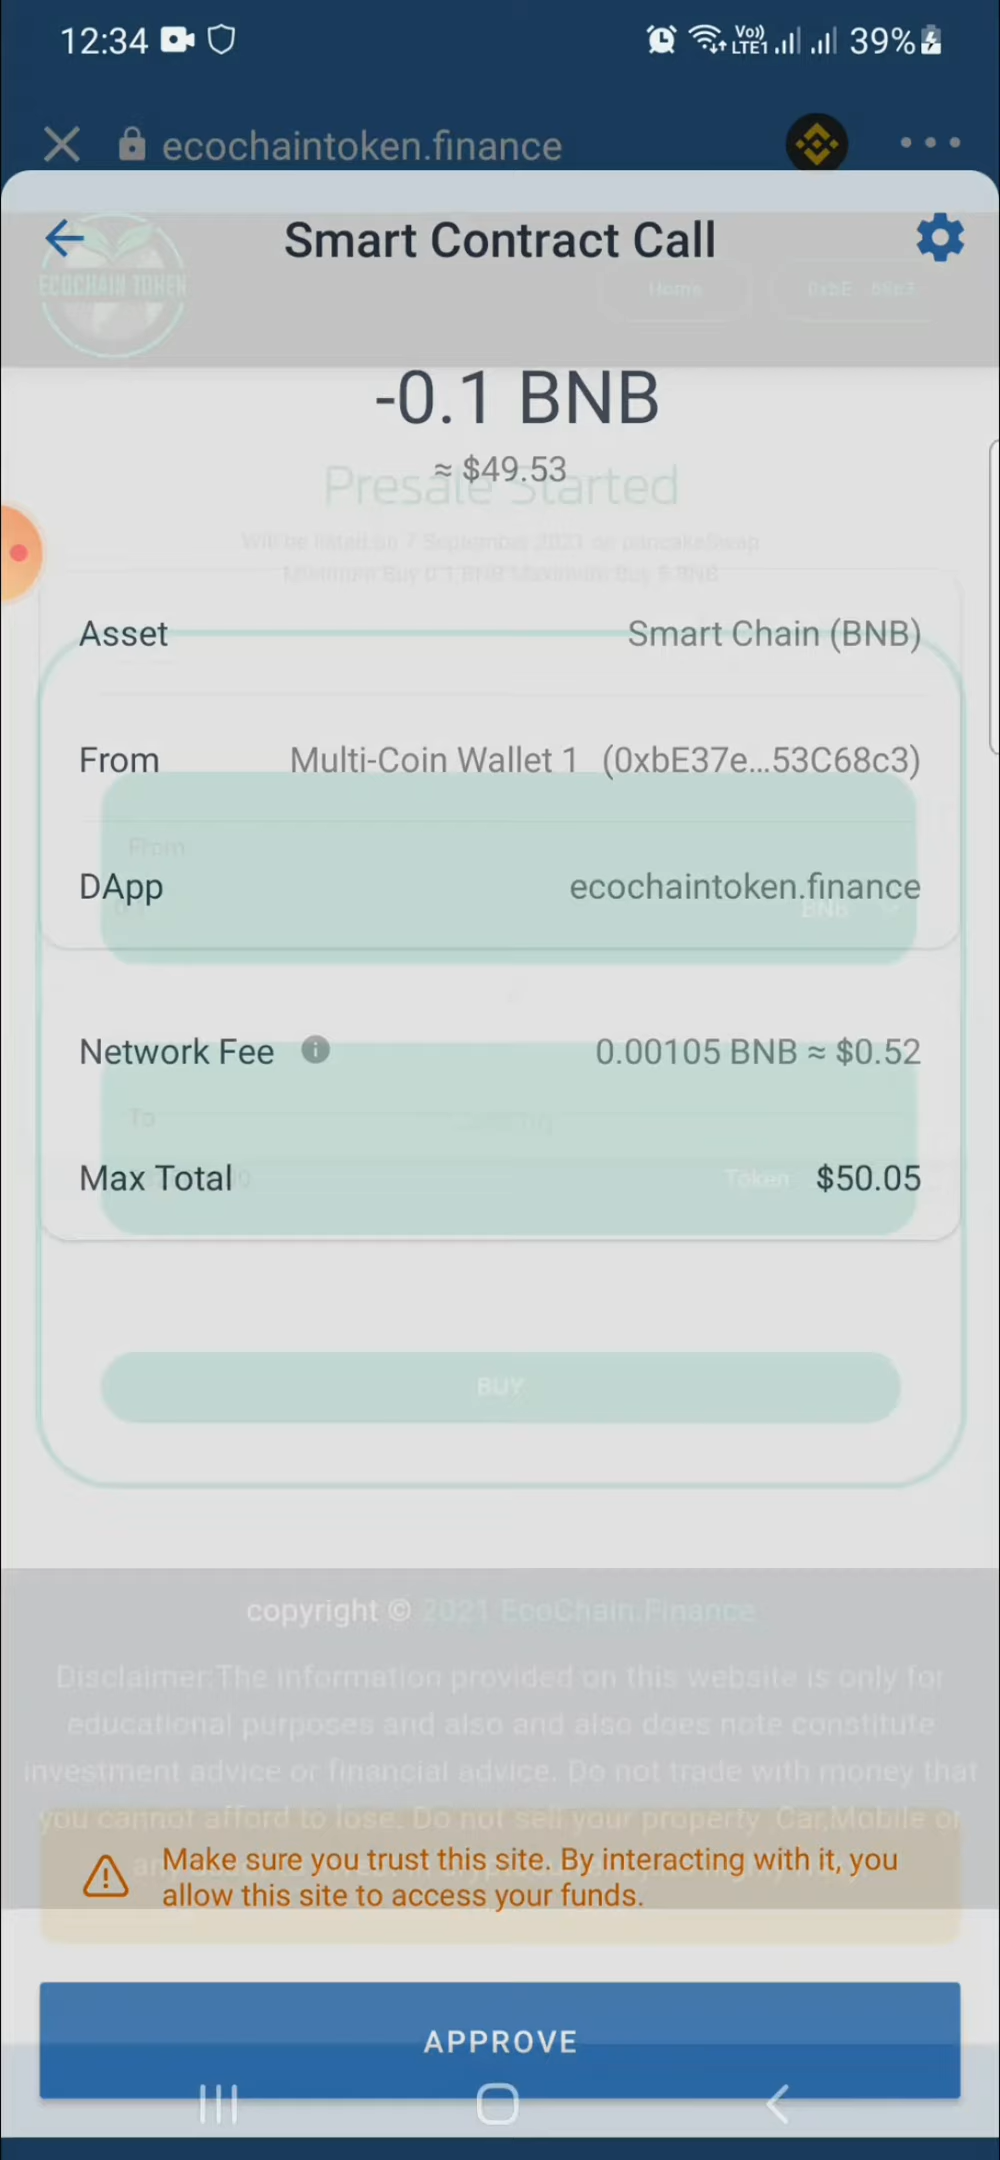 12:34 Vo)) LTE1 39%
ecochaintoken.finance
Smart Contract Call
ECOCHAIN TOKEN
Home
-0.1 BNB
≈ $49.53
Presale Started
Will be listed on 7 September 2021 on pancakeSwap
Minimum Buy 0.1 BNB Maximum Buy 5 BNB
Asset Smart Chain (BNB)
From Multi-Coin Wallet 1 (0xbE37e...53C68c3)
From
DApp ecochaintoken.finance
BNB
Network Fee i 0.00105 BNB ≈ $0.52
To
Max Total $50.05
Token
BUY
copyright © 2021 EcoChain.Finance
Disclaimer:The information provided on this website is only for
educational purposes and also and also does note constitute
investment advice or financial advice. Do not trade with money that
you cannot afford to lose. Do not sell your property Car,Mobile or
Make sure you trust this site. By interacting with it, you
allow this site to access your funds.
APPROVE